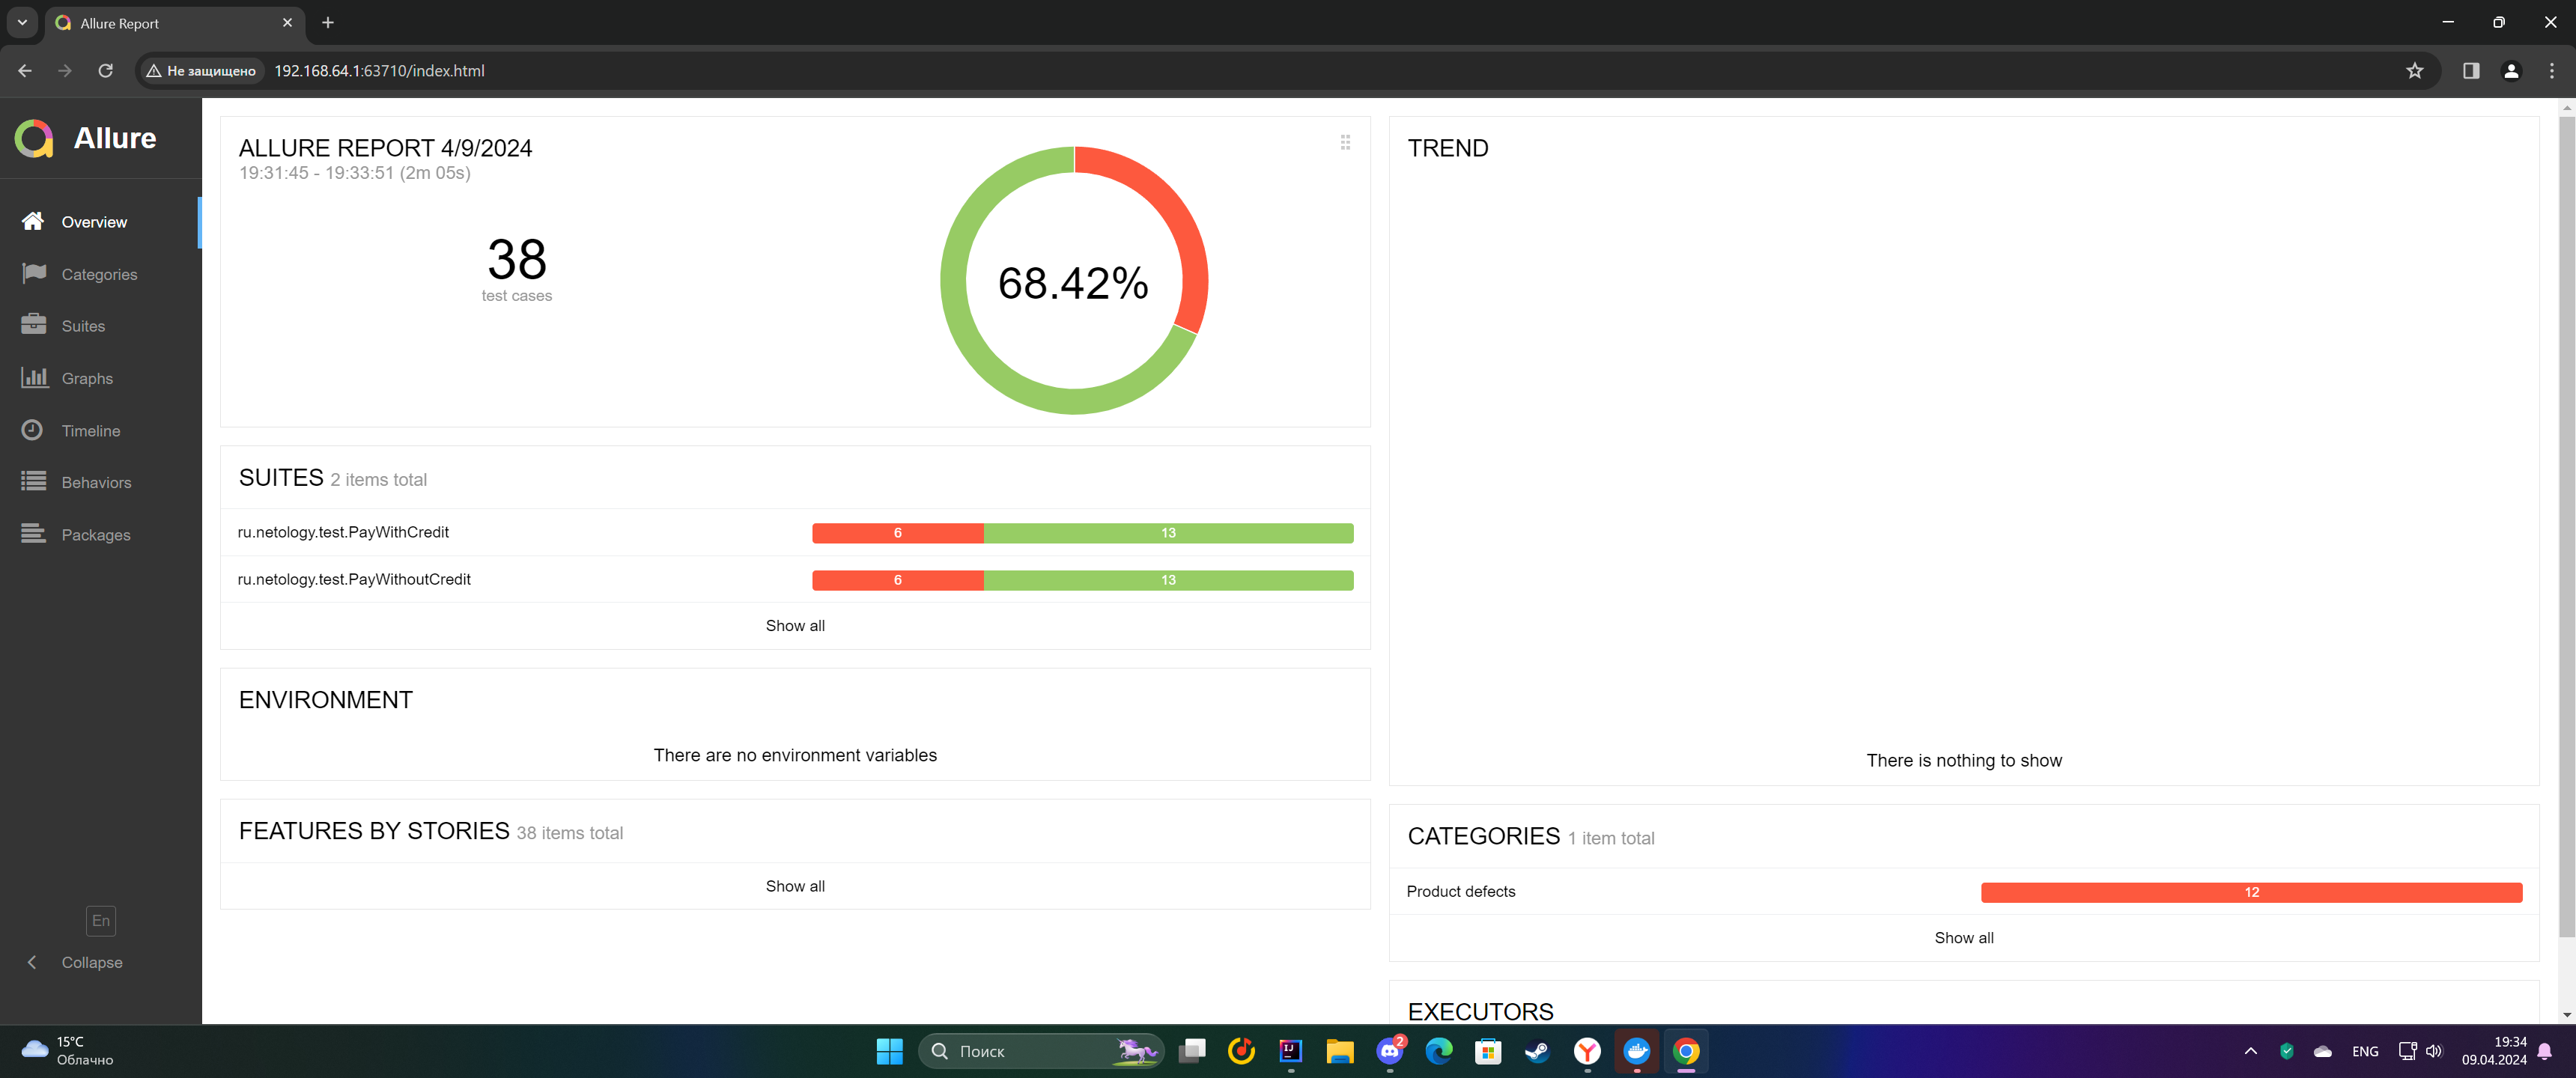 Allure Report
Не защищено
192.168.64.1:63710/index.html
Allure
Overview
Categories
Suites
Graphs
Timeline
Behaviors
Packages
En
Collapse
ALLURE REPORT 4/9/2024
19:31:45 - 19:33:51 (2m 05s)
38
test cases
68.42%
SUITES 2 items total
ru.netology.test.PayWithCredit
6
13
ru.netology.test.PayWithoutCredit
6
13
Show all
ENVIRONMENT
There are no environment variables
FEATURES BY STORIES 38 items total
Show all
TREND
There is nothing to show
CATEGORIES 1 item total
Product defects
12
Show all
EXECUTORS
15°C
Облачно
Поиск
2
ENG
19:34
09.04.2024